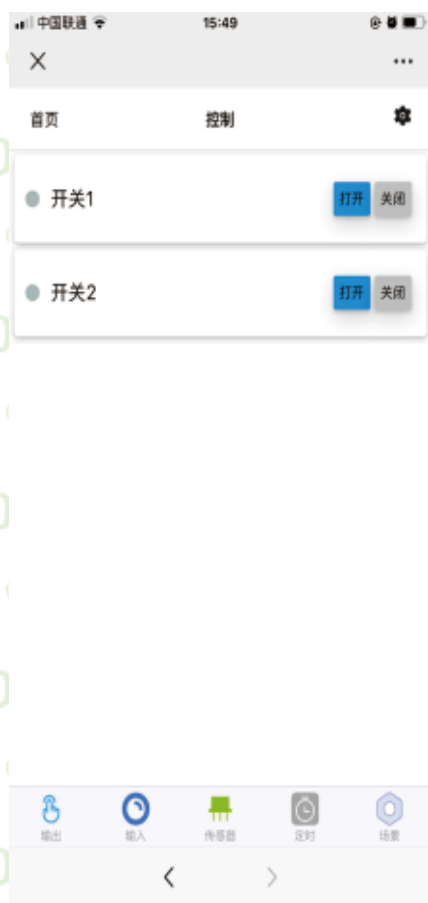 中国联通 15:49
首页 控制
开关1 打开 关闭
开关2 打开 关闭
输出 输入 传感器 定时 场景